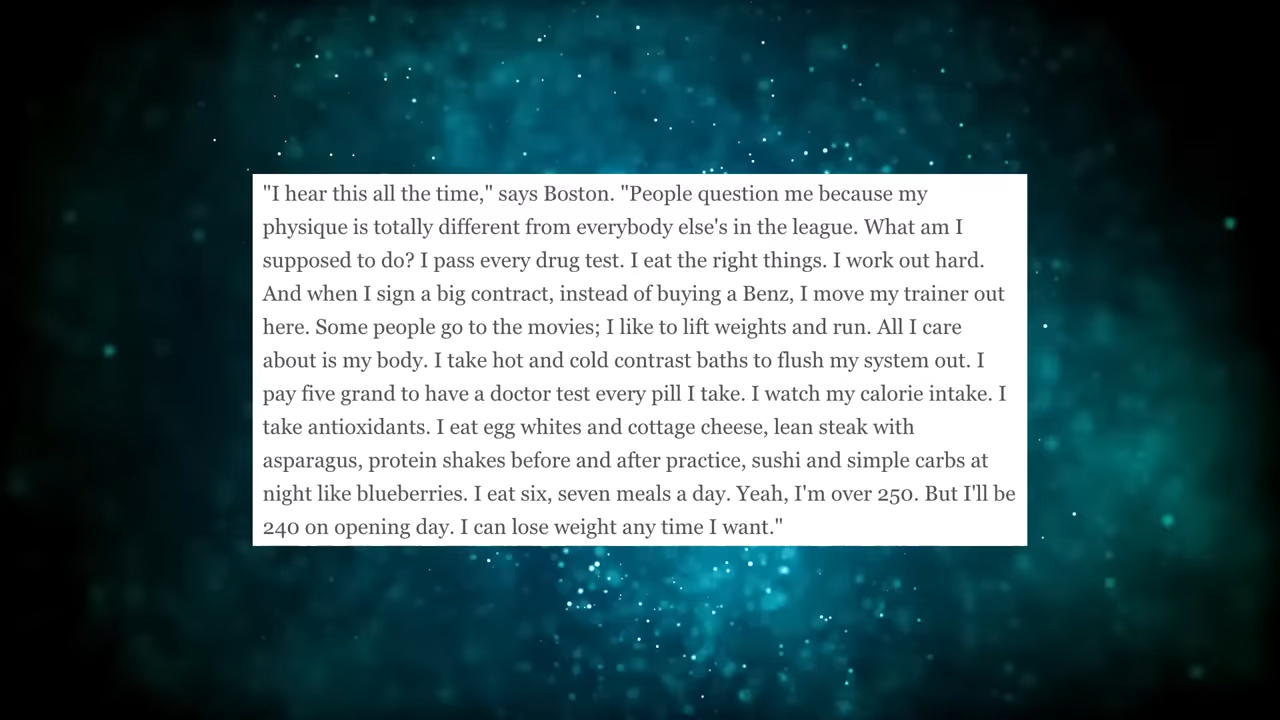 "I hear this all the time," says Boston. "People question me because my
physique is totally different from everybody else's in the league. What am I
supposed to do? I pass every drug test. I eat the right things. I work out hard.
And when I sign a big contract, instead of buying a Benz, I move my trainer out
here. Some people go to the movies; I like to lift weights and run. All I care
about is my body. I take hot and cold contrast baths to flush my system out. I
pay five grand to have a doctor test every pill I take. I watch my calorie intake. I
take antioxidants. I eat egg whites and cottage cheese, lean steak with
asparagus, protein shakes before and after practice, sushi and simple carbs at
night like blueberries. I eat six, seven meals a day. Yeah, I'm over 250. But I'll be
240 on opening day. I can lose weight any time I want."